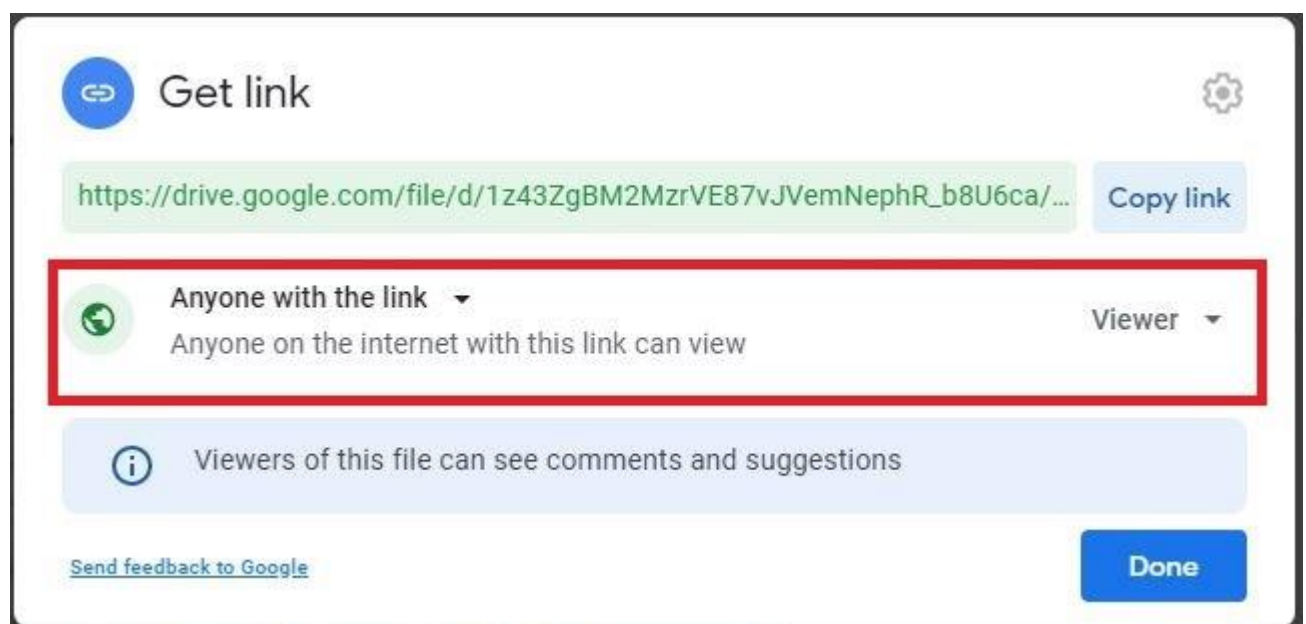 Get link
https://drive.google.com/file/d/1z43ZgBM2MzrVE87vJVemNephR_b8U6ca/...
Copy link
Anyone with the link
Anyone on the internet with this link can view
Viewer
Viewers of this file can see comments and suggestions
Send feedback to Google
Done